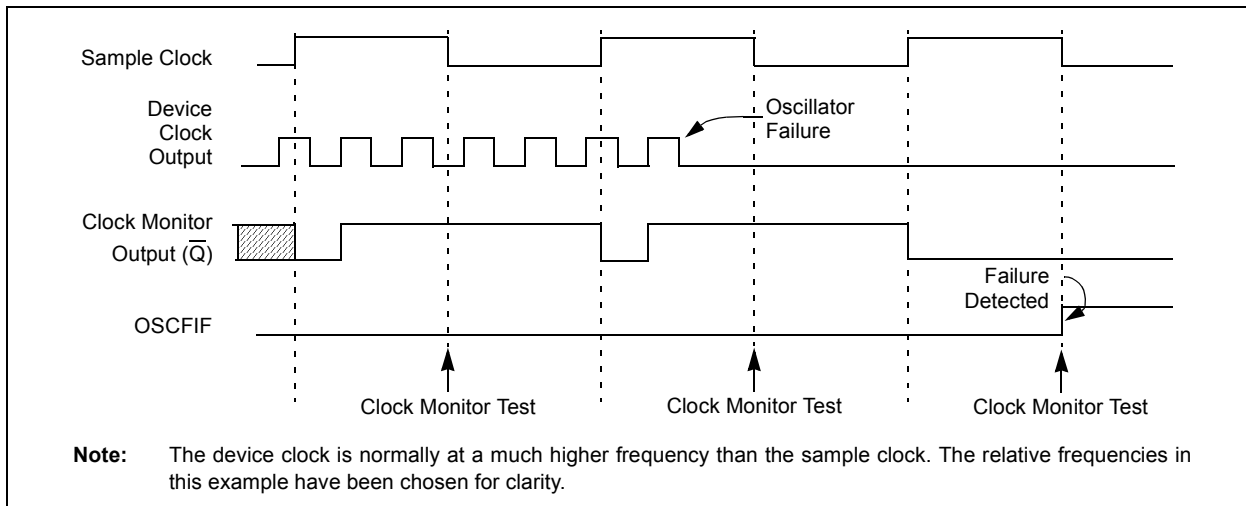 Sample Clock
Device
Clock
Output
Oscillator
Failure
Clock Monitor
Output (Q̅)
Failure
Detected
OSCFIF
Clock Monitor Test
Clock Monitor Test
Clock Monitor Test
Note: The device clock is normally at a much higher frequency than the sample clock. The relative frequencies in
this example have been chosen for clarity.